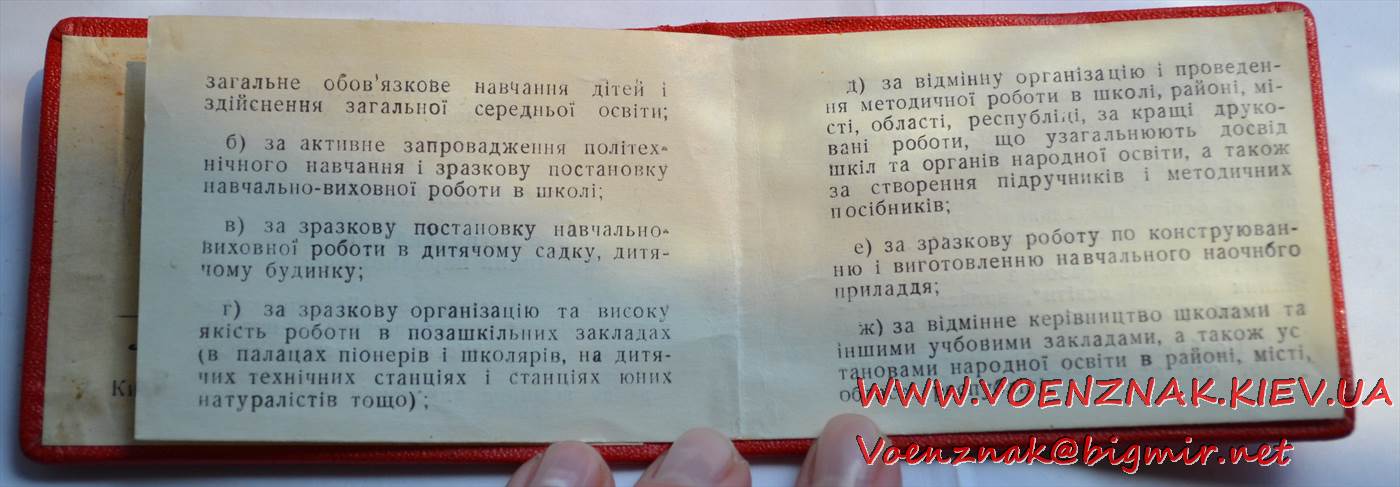 загальне обов'язкове навчання дітей і
здійснення загальної середньої освіти;
б) за активне запровадження політех-
нічного навчання і зразкову постановку
навчально-виховної роботи в школі;
в) за зразкову постановку навчально-
виховної роботи в дитячому садку, дитя-
чому будинку;
г) за зразкову організацію та високу
якість роботи в позашкільних закладах
(в палацах піонерів і школярів, на дитя-
чих технічних станціях і станціях юних
натуралістів тощо);
д) за відмінну організацію і проведен-
ня методичної роботи в школі, районі, мі-
сті, області, республіці, за кращі друко-
вані роботи, що узагальнюють досвід
шкіл та органів народної освіти, а також
за створення підручників і методичних
посібників;
е) за зразкову роботу по конструюван-
ню і виготовленню навчального наочного
приладдя;
ж) за відмінне керівництво школами та
іншими учбовими закладами, а також ус
тановами народної освіти в районі, місті,
WWW.VOENZNAK.KIEV.UA
Voenznak@bigmir.net